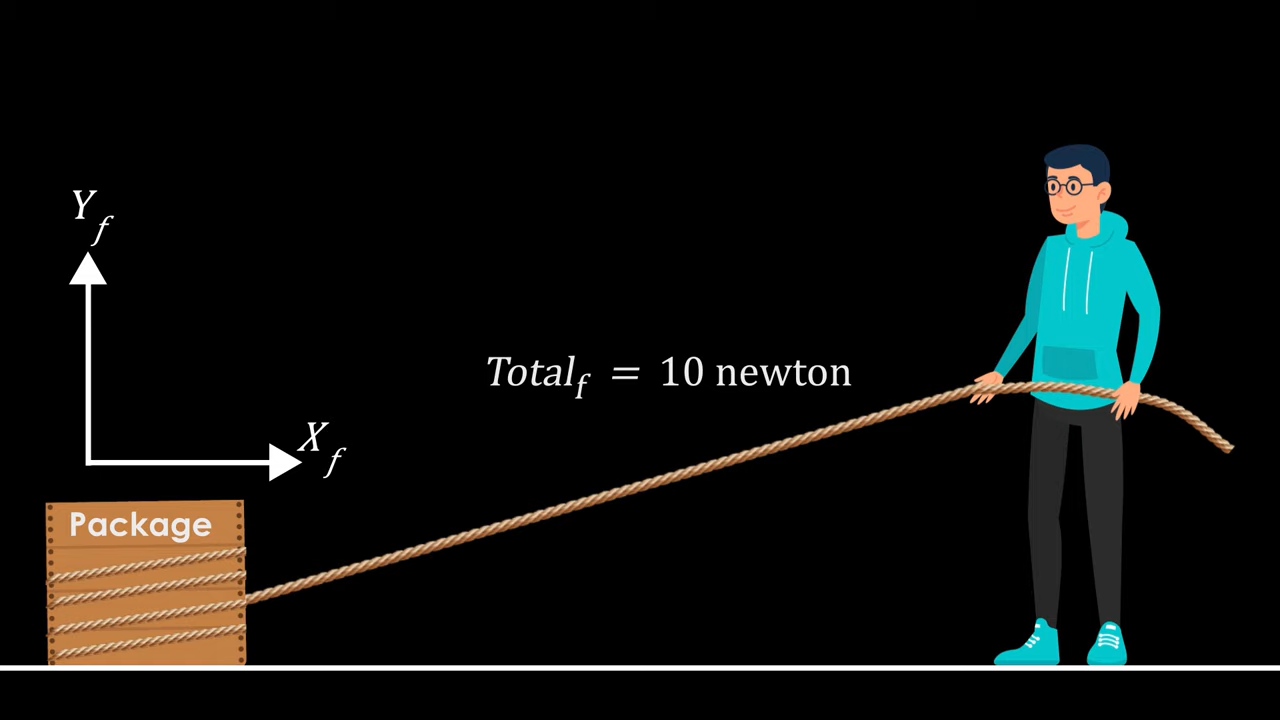 Y_f
Total_f = 10 newton
X_f
Package